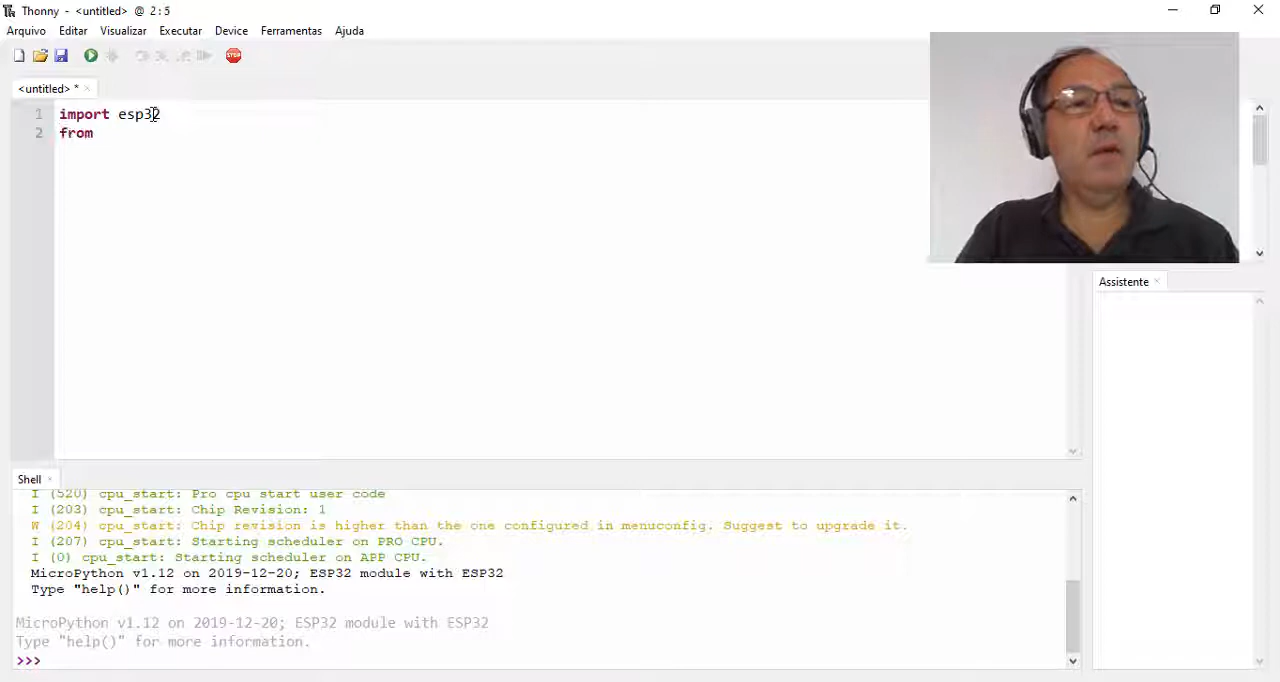 Thonny - <untitled> @ 2:5
Arquivo Editar Visualizar Executar Device Ferramentas Ajuda
STOP
<untitled> *
1 import esp32
2 from
Assistente
Shell
I (520) cpu_start: Pro cpu start user code
I (203) cpu_start: Chip Revision: 1
W (204) cpu_start: Chip revision is higher than the one configured in menuconfig. Suggest to upgrade it.
I (207) cpu_start: Starting scheduler on PRO CPU.
I (0) cpu_start: Starting scheduler on APP CPU.
MicroPython v1.12 on 2019-12-20; ESP32 module with ESP32
Type "help()" for more information.
MicroPython v1.12 on 2019-12-20; ESP32 module with ESP32
Type "help()" for more information.
>>>